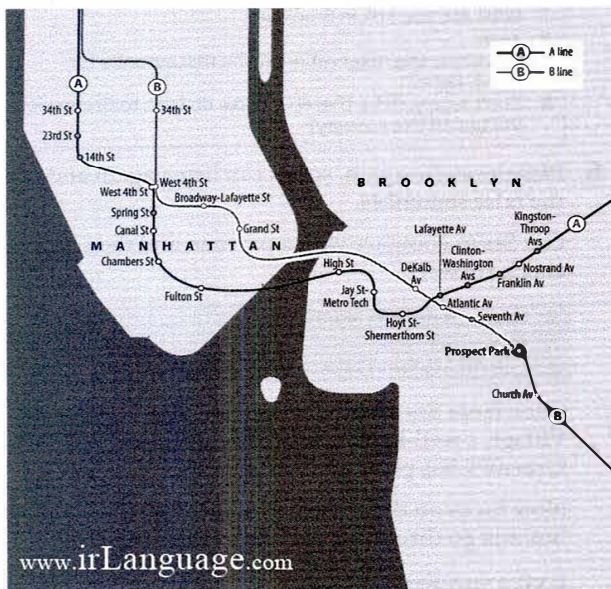 A A line
B B line
A
B
34th St
34th St
23rd St
14th St
West 4th St
West 4th St
Broadway-Lafayette St
BROOKLYN
Spring St
Canal St
Grand St
MANHATTAN
Chambers St
Fulton St
High St
Jay St-
Metro Tech
Hoyt St-
Shermerthorn St
DeKalb
Av
Lafayette Av
Clinton-
Washington
Avs
Kingston-
Throop
Avs
A
Nostrand Av
Franklin Av
Atlantic Av
Seventh Av
Prospect Park
Church Av
B
www.irLanguage.com